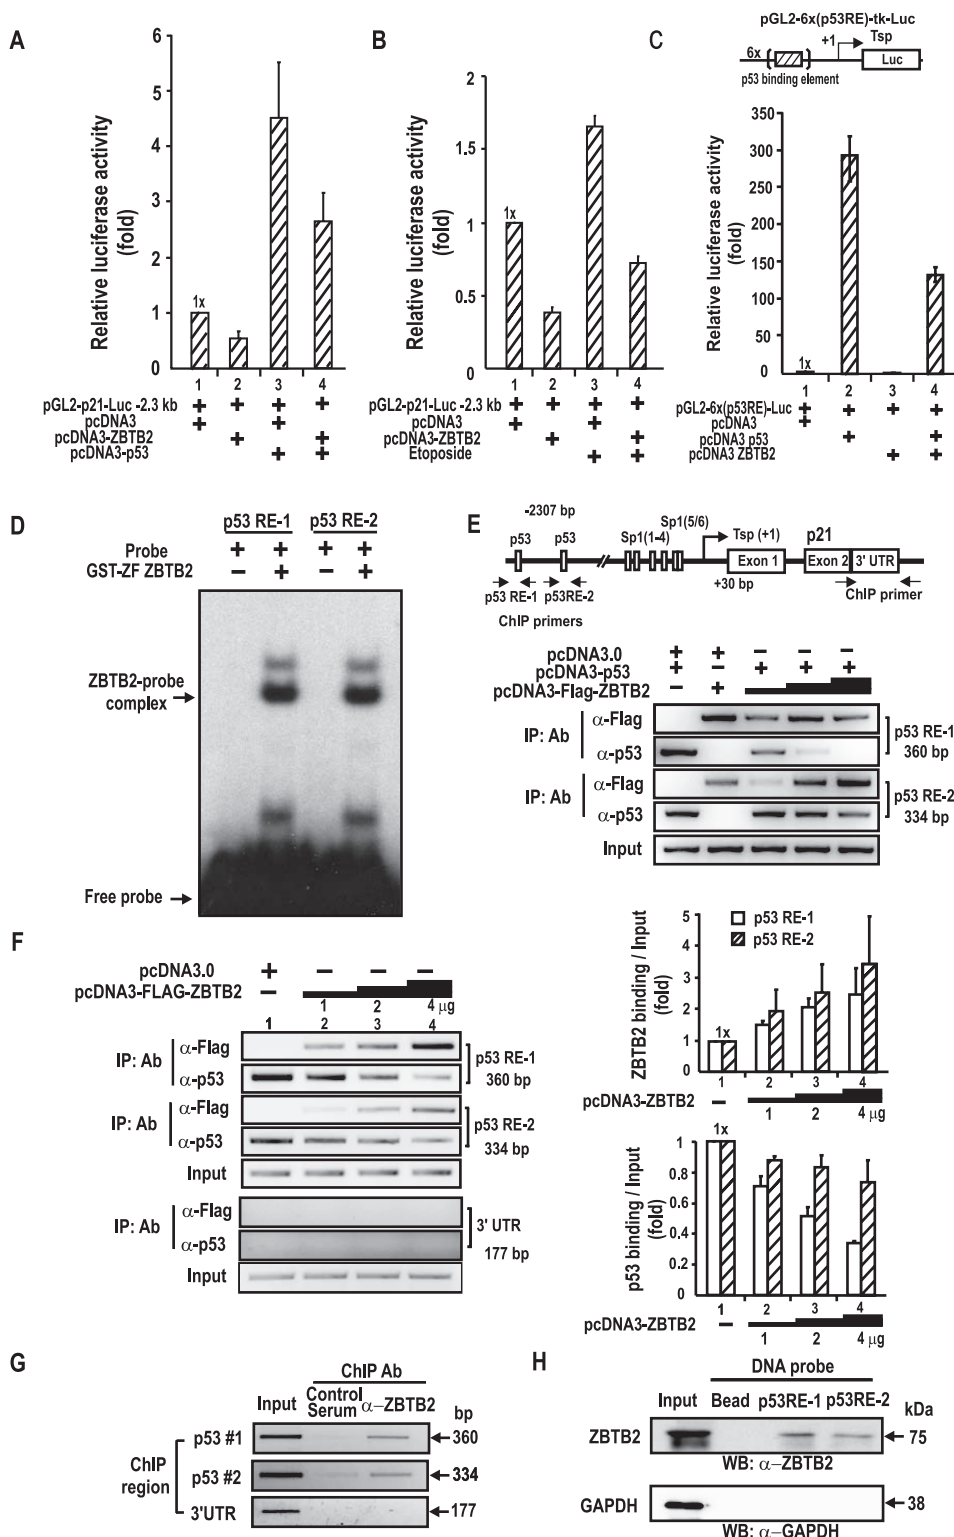 A
Relative luciferase activity
(fold)
6
5
4
3
2
1
0
1x
1 2 3 4
pGL2-p21-Luc -2.3 kb + + + +
pcDNA3 + +
pcDNA3-ZBTB2 + +
pcDNA3-p53 + +
B
Relative luciferase activity
(fold)
2
1.5
1
0.5
0
1x
1 2 3 4
pGL2-p21-Luc -2.3 kb + + + +
pcDNA3 + +
pcDNA3-ZBTB2 + +
Etoposide + +
C
pGL2-6x(p53RE)-tk-Luc
+1 Tsp
6x
Luc
p53 binding element
Relative luciferase activity
(fold)
350
300
250
200
150
100
50
0
1x
1 2 3 4
pGL2-6x(p53RE)-Luc + + + +
pcDNA3 +
pcDNA3 p53 + +
pcDNA3 ZBTB2 + +
D
p53 RE-1 p53 RE-2
Probe + + + +
GST-ZF ZBTB2 − + − +
ZBTB2-probe
complex
Free probe
E
-2307 bp
Sp1(5/6)
p53 p53 Sp1(1-4) Tsp (+1) p21
Exon 1 Exon 2 3' UTR
+30 bp
p53 RE-1 p53RE-2 ChIP primer
ChIP primers
pcDNA3.0 + + − − −
pcDNA3-p53 + − + + +
pcDNA3-Flag-ZBTB2 − +
IP: Ab α-Flag
α-p53
p53 RE-1
360 bp
IP: Ab α-Flag
α-p53
p53 RE-2
334 bp
Input
F
pcDNA3.0 + − − −
pcDNA3-FLAG-ZBTB2 −
1 2 4 μg
1 2 3 4
IP: Ab α-Flag
α-p53
p53 RE-1
360 bp
IP: Ab α-Flag
α-p53
p53 RE-2
334 bp
Input
IP: Ab α-Flag
α-p53
3' UTR
177 bp
Input
ZBTB2 binding / Input
(fold)
5
4
3
2
1
0
p53 RE-1
p53 RE-2
1x
1 2 3 4
pcDNA3-ZBTB2 −
1 2 4 μg
p53 binding / Input
(fold)
1
0.8
0.6
0.4
0.2
0
1x
1 2 3 4
pcDNA3-ZBTB2 −
1 2 4 μg
G
ChIP Ab
Input Control
Serum α–ZBTB2 bp
ChIP
region
p53 #1 360
p53 #2 334
3'UTR 177
H
DNA probe
Input Bead p53RE-1 p53RE-2 kDa
ZBTB2 75
WB: α–ZBTB2
GAPDH 38
WB: α–GAPDH